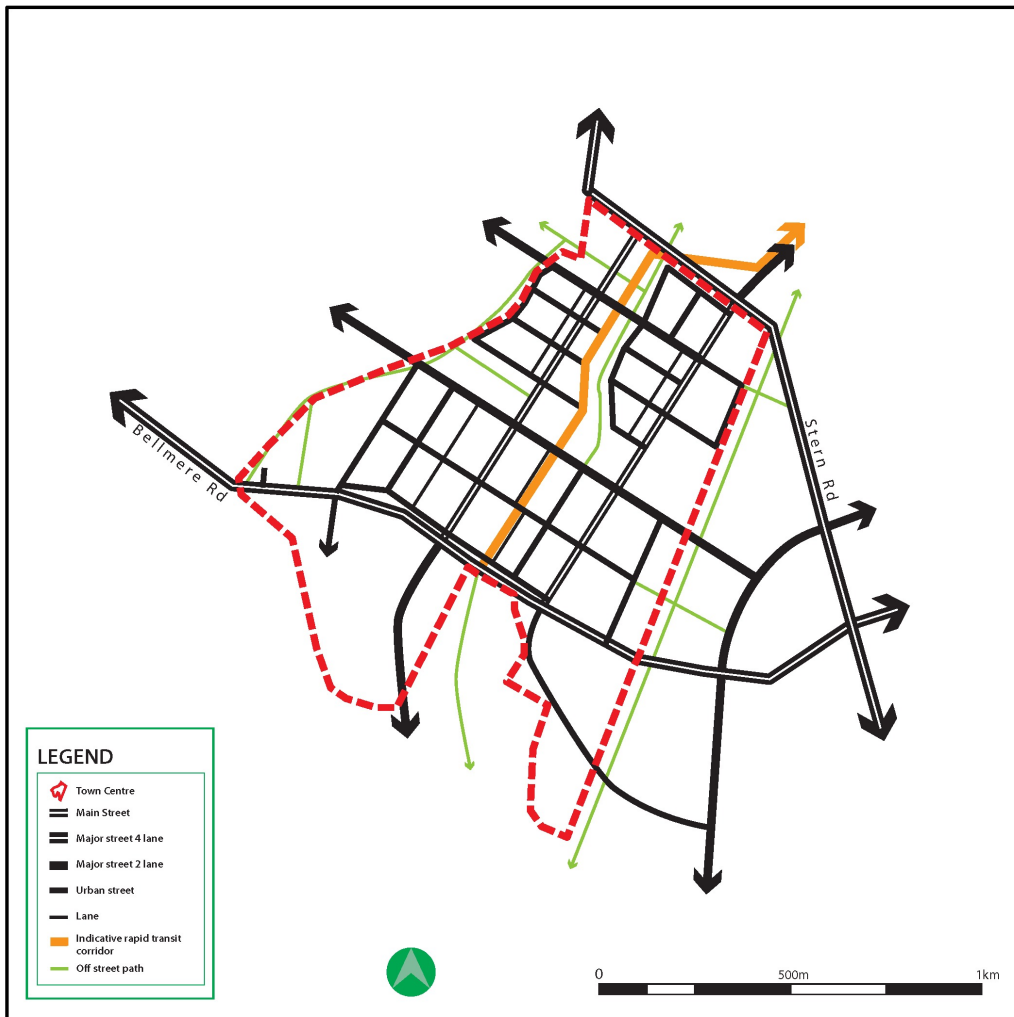 Bellmere Rd
Stern Rd
LEGEND
Town Centre
Main Street
Major street 4 lane
Major street 2 lane
Urban street
Lane
Indicative rapid transit
corridor
Off street path
0 500m 1km